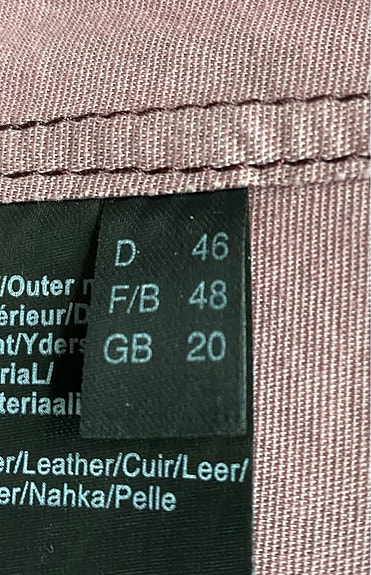 D 46
F/B 48
GB 20
/Outer
érieur/D
nt/Yders
riaL/
teriaali
er/Leather/Cuir/Leer/
er/Nahka/Pelle